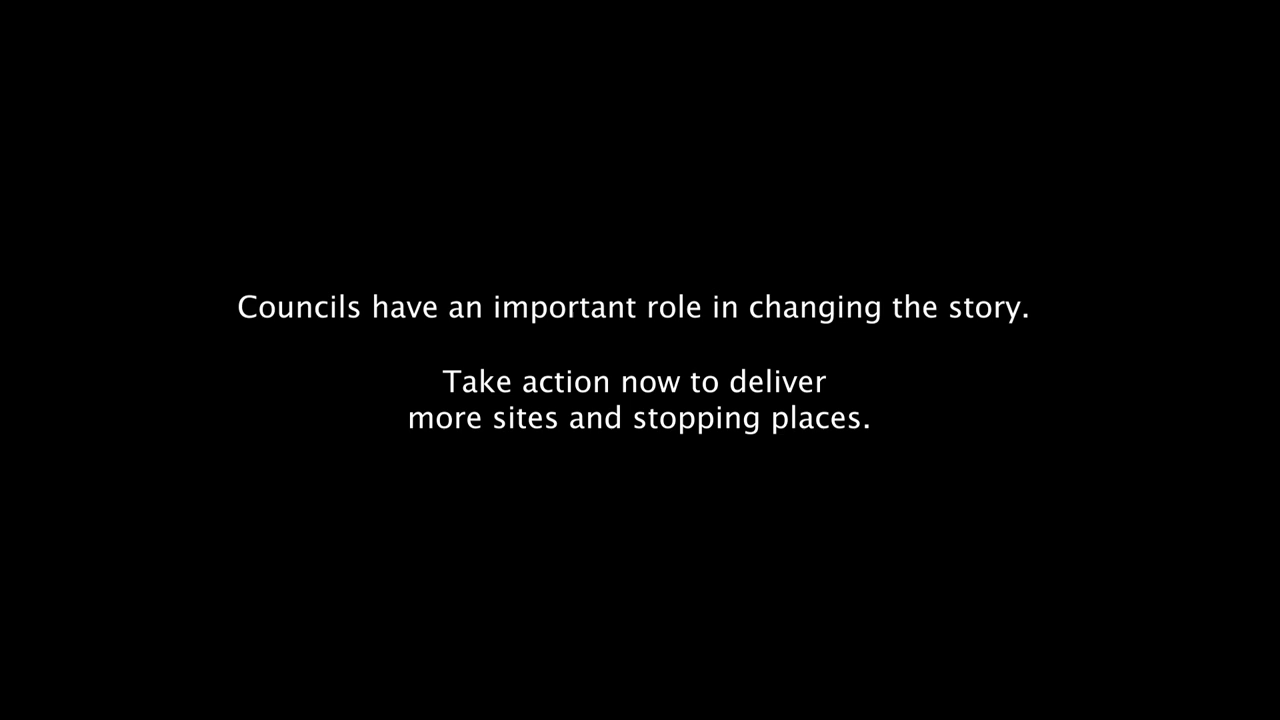 Councils have an important role in changing the story.
Take action now to deliver
more sites and stopping places.